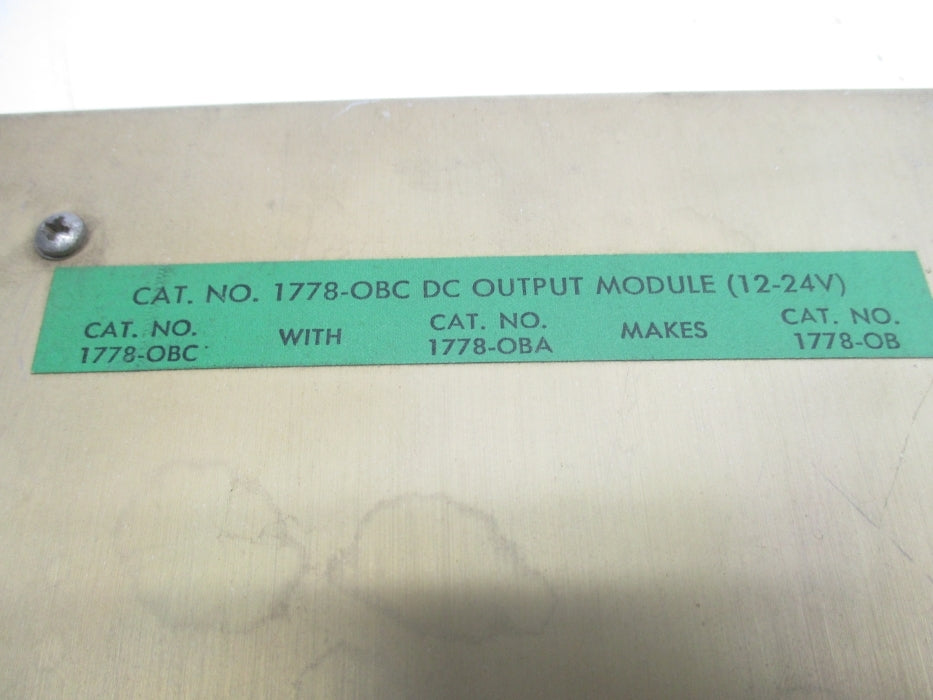 CAT. NO. 1778-OBC DC OUTPUT MODULE (12-24V)
CAT. NO. 1778-OBC WITH CAT. NO. 1778-OBA MAKES CAT. NO. 1778-OB